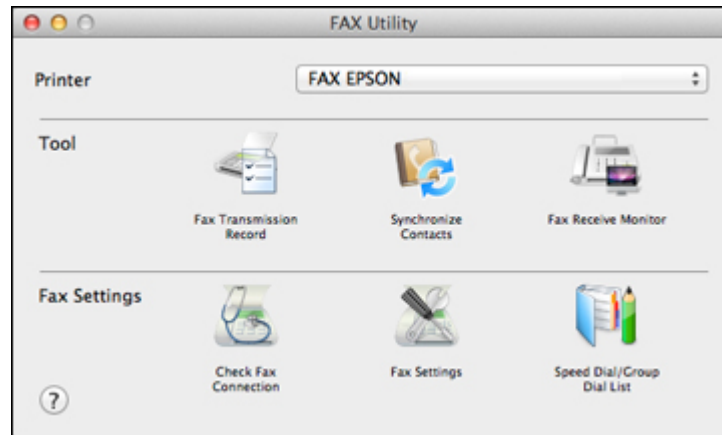 FAX Utility
Printer
FAX EPSON
Tool
Fax Transmission
Record
Synchronize
Contacts
Fax Receive Monitor
Fax Settings
Check Fax
Connection
Fax Settings
Speed Dial/Group
Dial List
?